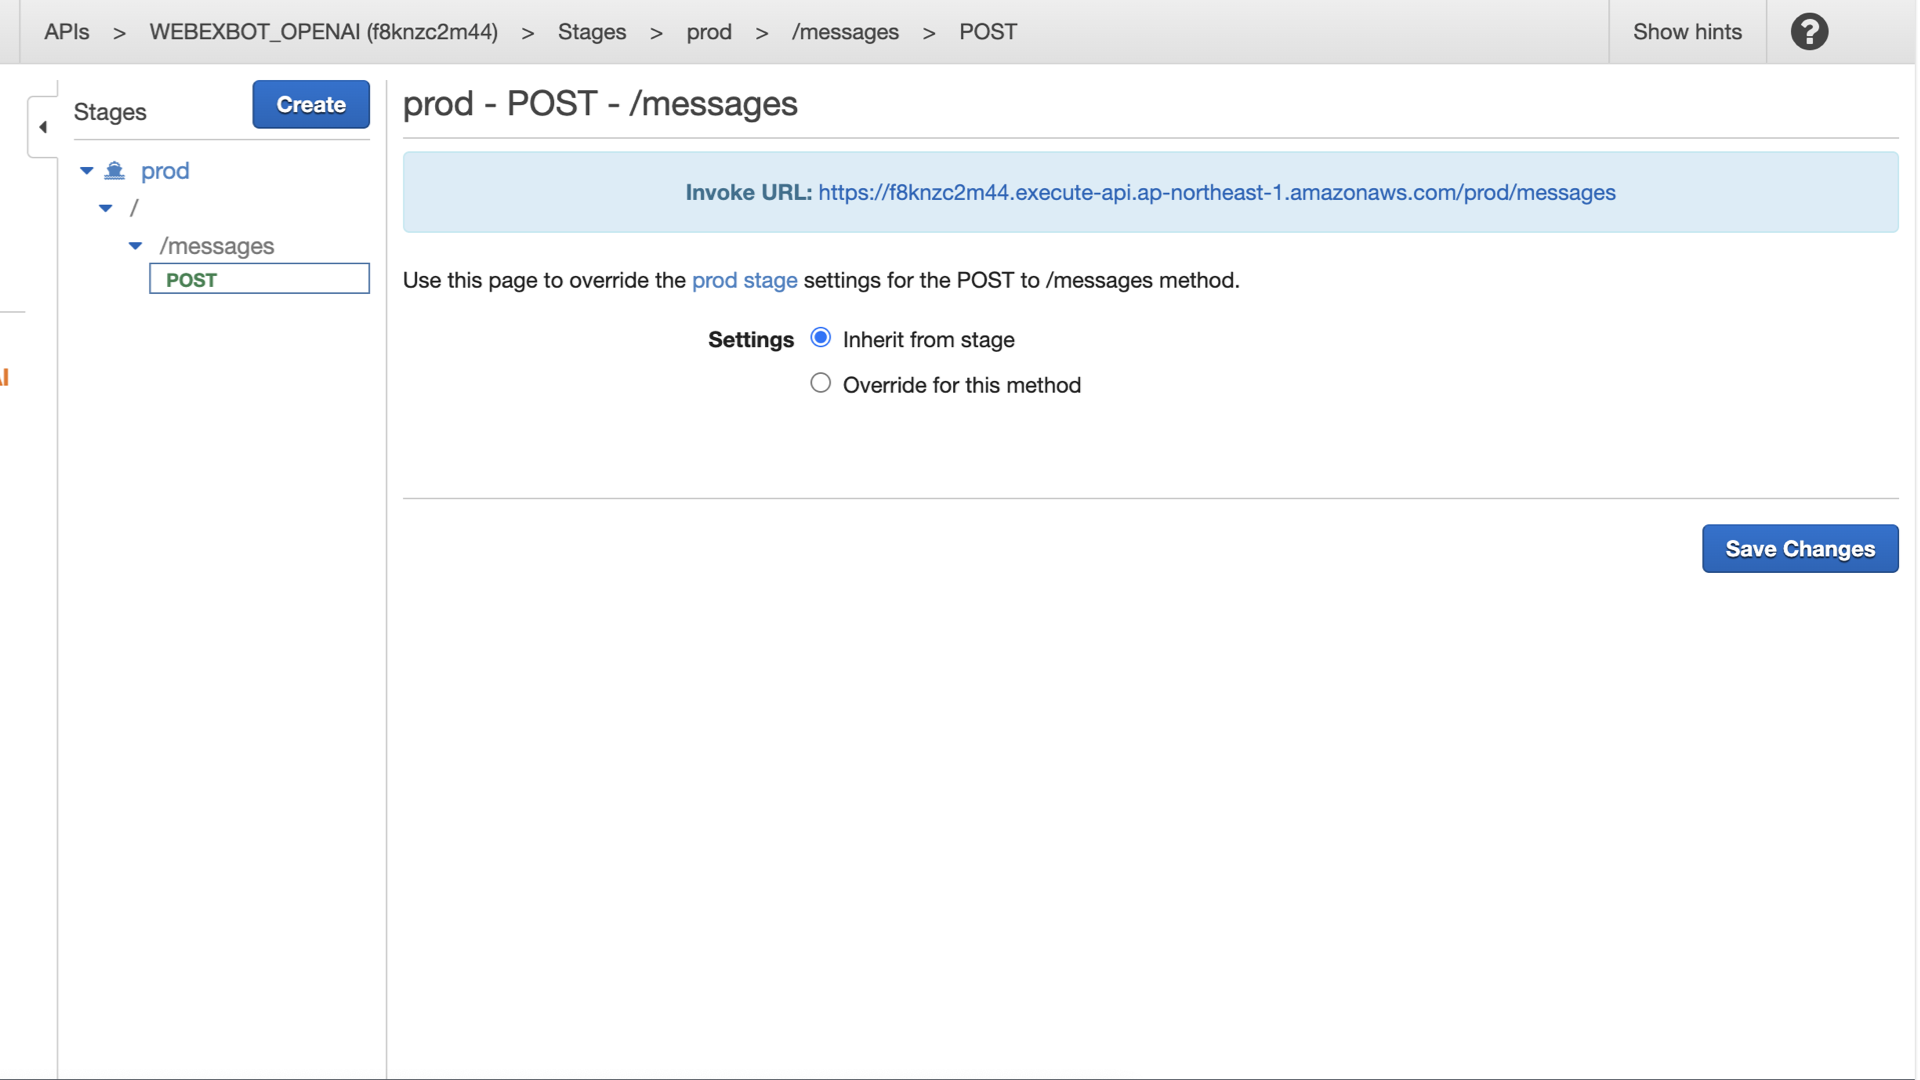 APIs > WEBEXBOT_OPENAI (f8knzc2m44) > Stages > prod > /messages > POST
Show hints
?
Stages
Create
prod
/
/messages
POST
prod - POST - /messages
Invoke URL: https://f8knzc2m44.execute-api.ap-northeast-1.amazonaws.com/prod/messages
Use this page to override the prod stage settings for the POST to /messages method.
Settings
Inherit from stage
Override for this method
Save Changes